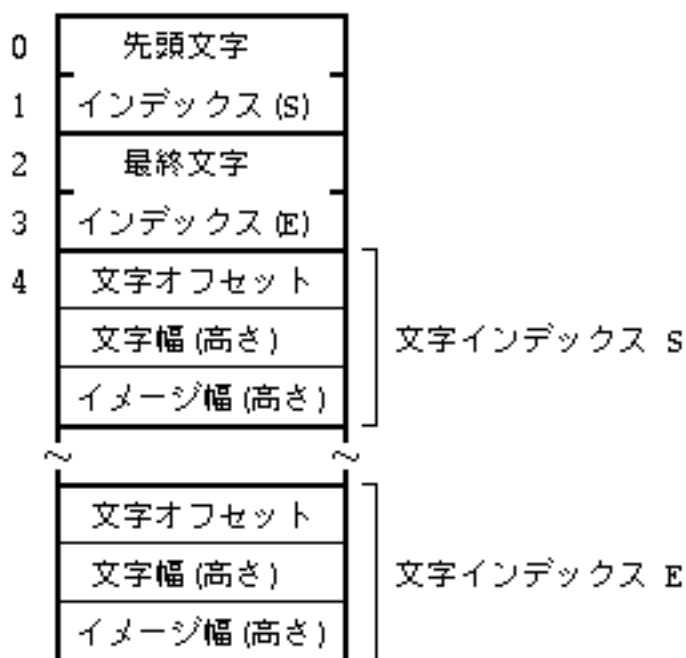 0 先頭文字
1 インデックス (S)
2 最終文字
3 インデックス (E)
4 文字オフセット
文字幅 (高さ) 文字インデックス S
イメージ幅 (高さ)
~ ~
文字オフセット
文字幅 (高さ) 文字インデックス E
イメージ幅 (高さ)